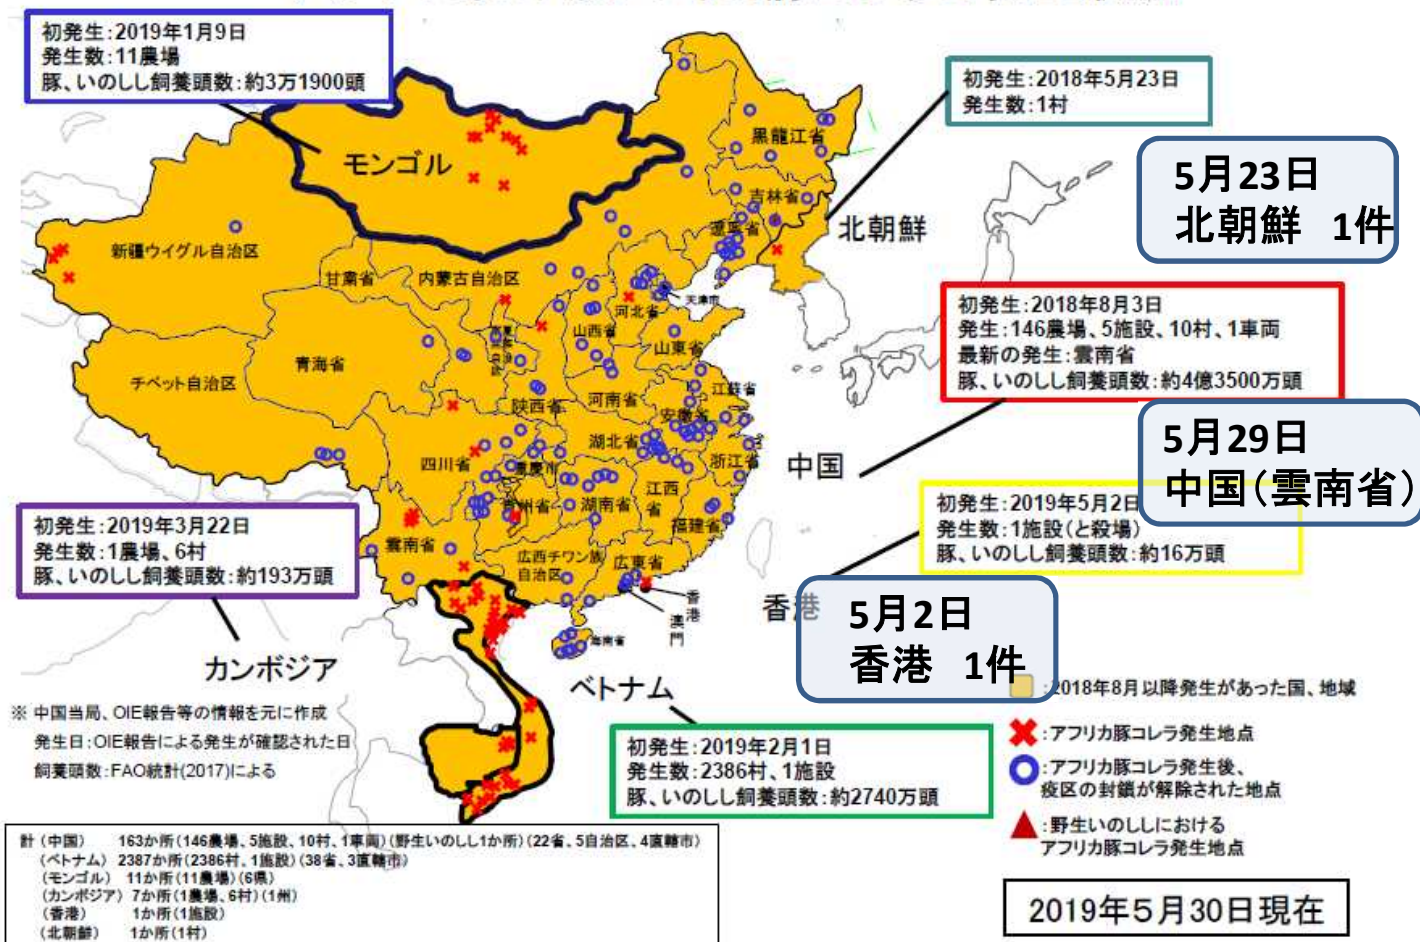 初発生:2019年1月9日
発生数:11農場
豚、いのしし飼養頭数:約3万1900頭
初発生:2018年5月23日
発生数:1村
5月23日
北朝鮮 1件
モンゴル
黒龍江省
吉林省
遼寧省
北朝鮮
新疆ウイグル自治区
甘粛省
内蒙古自治区
天津市
河北省
山西省
山東省
青海省
チベット自治区
陝西省
河南省
江蘇省
安徽省
初発生:2018年8月3日
発生:146農場、5施設、10村、1車両
最新の発生:雲南省
豚、いのしし飼養頭数:約4億3500万頭
5月29日
中国(雲南省)
中国
四川省
重慶市
湖北省
浙江省
貴州省
湖南省
江西省
福建省
雲南省
広西チワン族
自治区
広東省
香港
澳門
海南省
初発生:2019年5月2日
発生数:1施設(と殺場)
豚、いのしし飼養頭数:約16万頭
香港
5月2日
香港 1件
初発生:2019年3月22日
発生数:1農場、6村
豚、いのしし飼養頭数:約193万頭
カンボジア
ベトナム
初発生:2019年2月1日
発生数:2386村、1施設
豚、いのしし飼養頭数:約2740万頭
※ 中国当局、OIE報告等の情報を元に作成
発生日:OIE報告による発生が確認された日
飼養頭数:FAO統計(2017)による
:2018年8月以降発生があった国、地域
:アフリカ豚コレラ発生地点
:アフリカ豚コレラ発生後、
疫区の封鎖が解除された地点
:野生いのししにおける
アフリカ豚コレラ発生地点
計(中国) 163か所(146農場、5施設、10村、1車両)(野生いのしし1か所)(22省、5自治区、4直轄市)
(ベトナム) 2387か所(2386村、1施設)(38省、3直轄市)
(モンゴル) 11か所(11農場)(6県)
(カンボジア) 7か所(1農場、6村)(1州)
(香港) 1か所(1施設)
(北朝鮮) 1か所(1村)
2019年5月30日現在